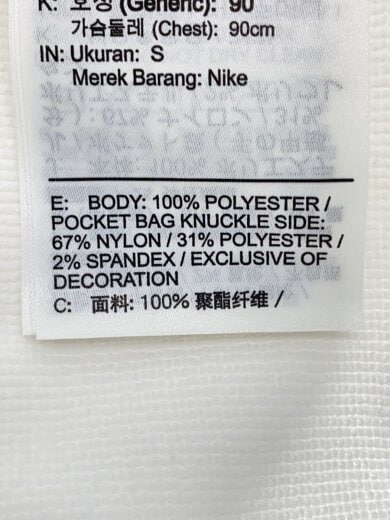 K: 호칭 (Generic): 90
가슴둘레 (Chest): 90cm
IN: Ukuran: S
Merek Barang: Nike
E: BODY: 100% POLYESTER /
POCKET BAG KNUCKLE SIDE:
67% NYLON / 31% POLYESTER /
2% SPANDEX / EXCLUSIVE OF
DECORATION
C: 面料: 100% 聚酯纤维 /